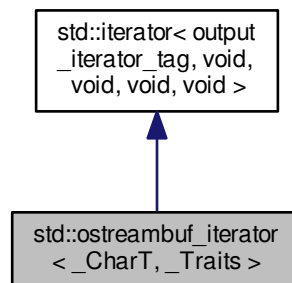 std::iterator< output
_iterator_tag, void,
void, void, void >
std::ostreambuf_iterator
< _CharT, _Traits >